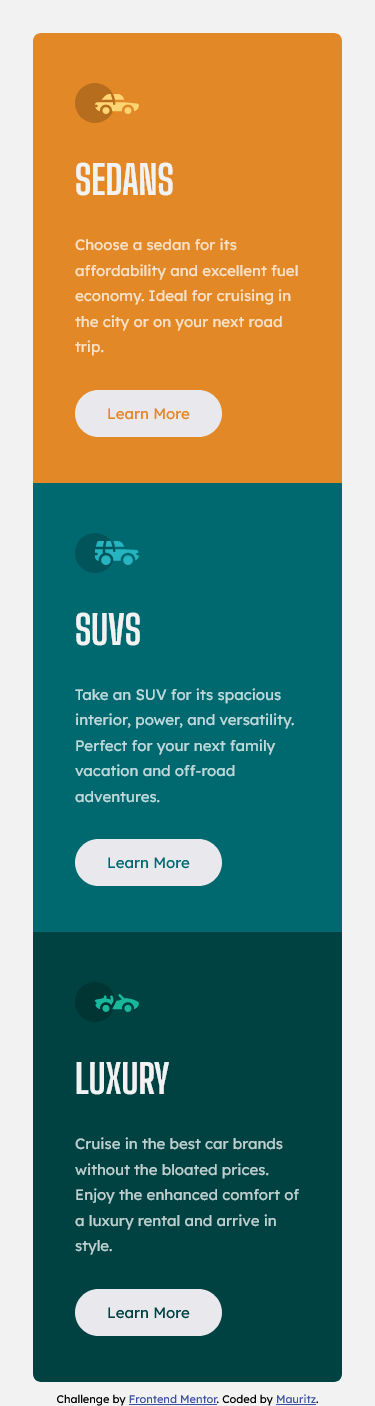 SEDANS
Choose a sedan for its
affordability and excellent fuel
economy. Ideal for cruising in
the city or on your next road
trip.
Learn More
SUVS
Take an SUV for its spacious
interior, power, and versatility.
Perfect for your next family
vacation and off-road
adventures.
Learn More
LUXURY
Cruise in the best car brands
without the bloated prices.
Enjoy the enhanced comfort of
a luxury rental and arrive in
style.
Learn More
Challenge by Frontend Mentor. Coded by Mauritz.